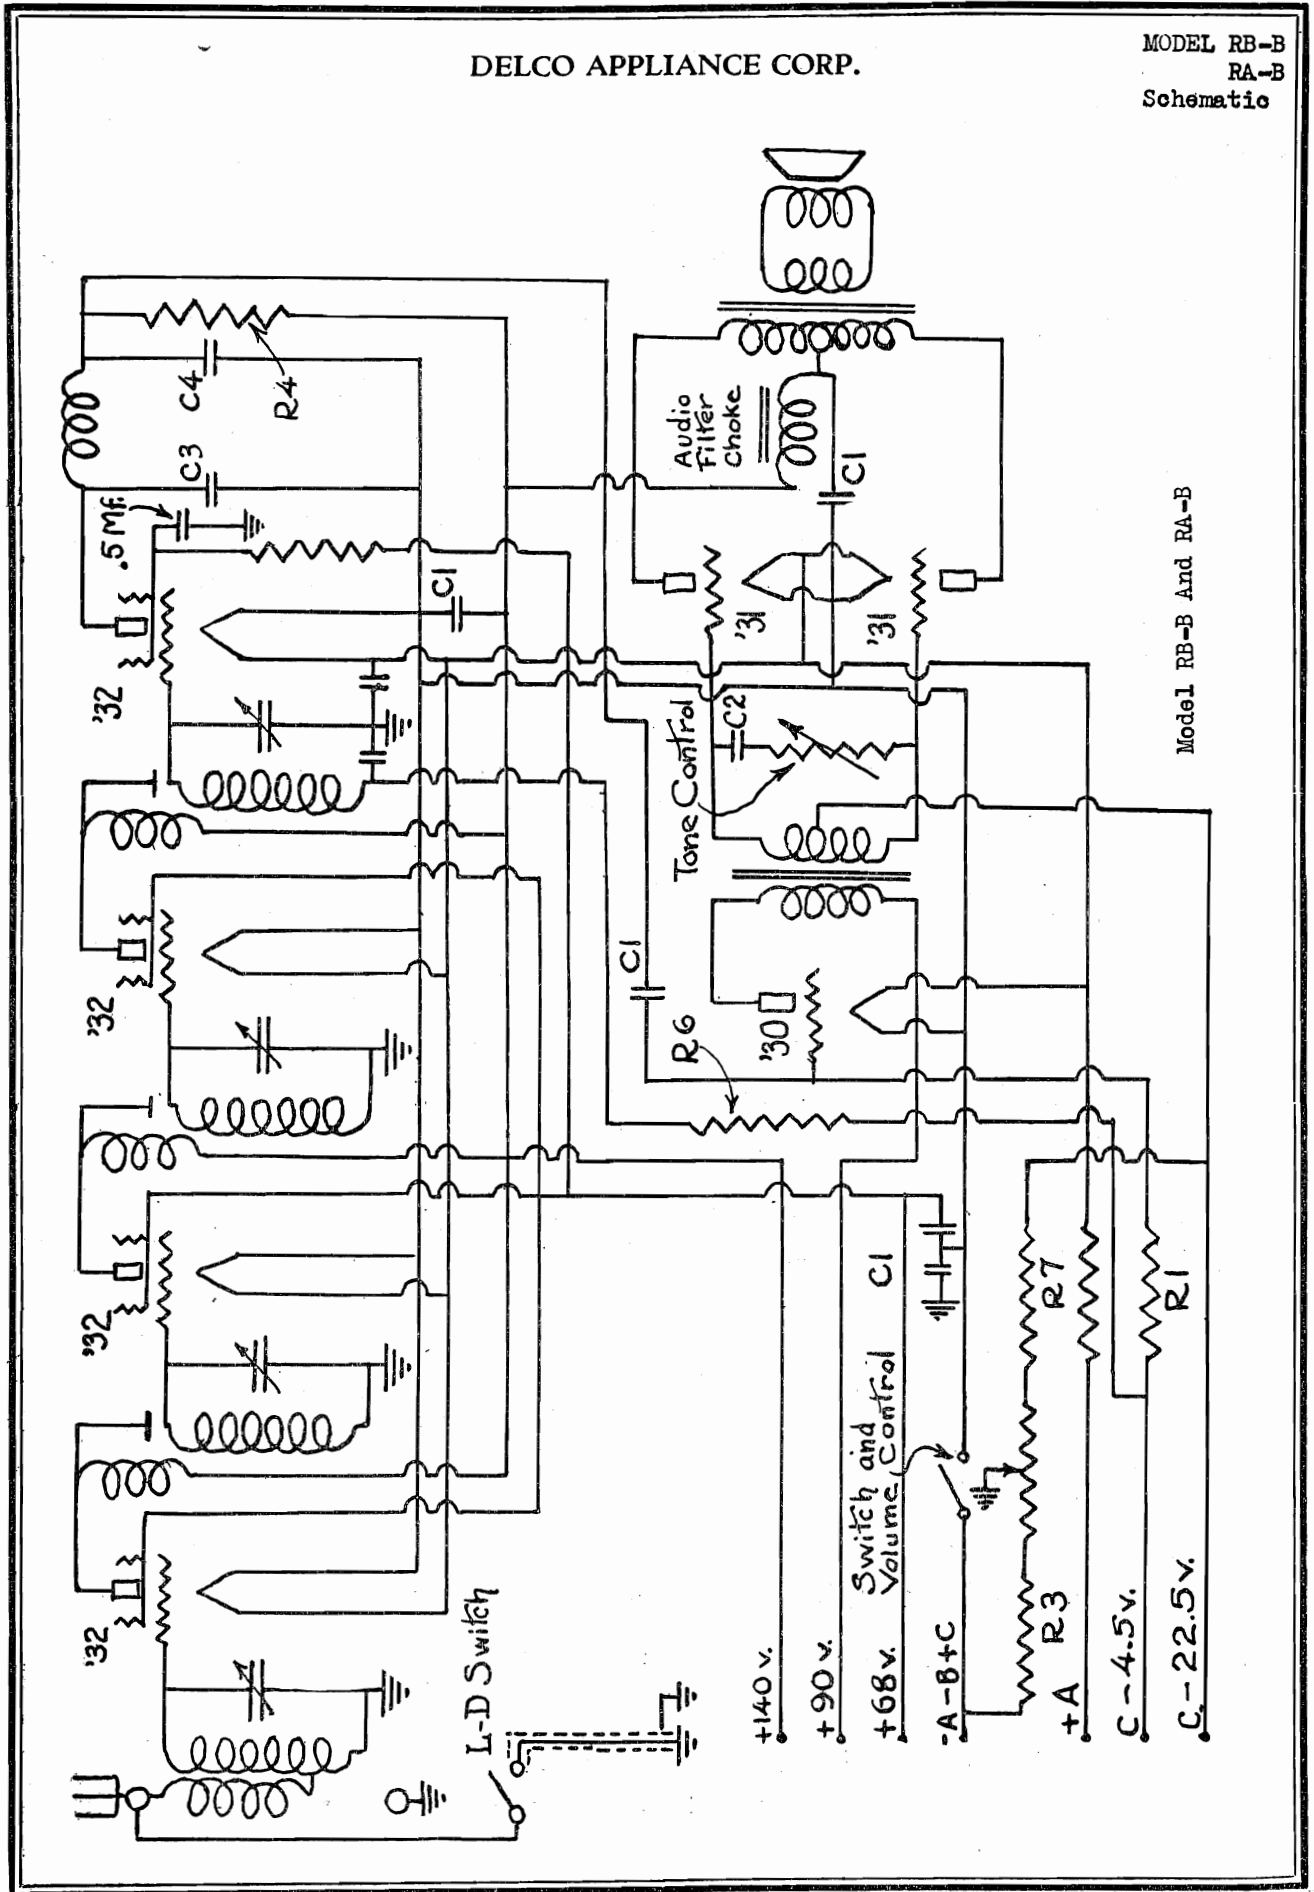 DELCO APPLIANCE CORP.
MODEL RB-B
RA-B
Schematic
C4
R4
C3
.5 Mf.
C1
'32
'32
'32
'32
Audio
Filter
Choke
C1
'31
'31
C2
Tone Control
C1
R6
'30
L-D Switch
Switch and
Volume Control
C1
R7
R1
R3
+140 v.
+90 v.
+68 v.
-A-B+C
+A
C-4.5v.
C-22.5v.
Model RB-B And RA-B